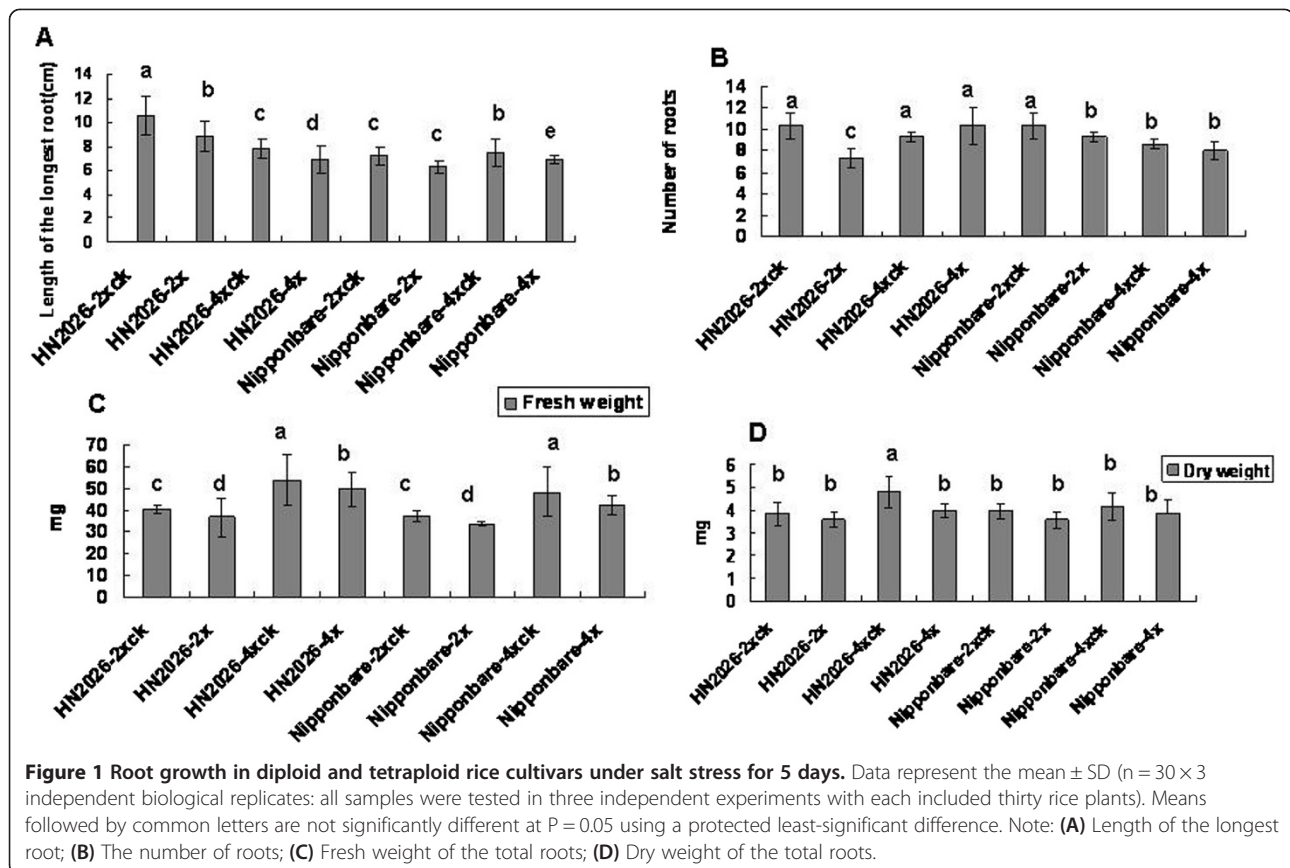 A
Length of the longest root(cm)
14
12
10
8
6
4
2
0
a
b
c
d
c
c
b
e
HN2026-2xck
HN2026-2x
HN2026-4xck
HN2026-4x
Nipponbare-2xck
Nipponbare-2x
Nipponbare-4xck
Nipponbare-4x
B
Number of roots
14
12
10
8
6
4
2
0
a
c
a
a
a
b
b
b
HN2026-2xck
HN2026-2x
HN2026-4xck
HN2026-4x
Nipponbare-2xck
Nipponbare-2x
Nipponbare-4xck
Nipponbare-4x
C
Fresh weight
mg
70
60
50
40
30
20
10
0
c
d
a
b
c
d
a
b
HN2026-2xck
HN2026-2x
HN2026-4xck
HN2026-4x
Nipponbare-2xck
Nipponbare-2x
Nipponbare-4xck
Nipponbare-4x
D
Dry weight
mg
6
5
4
3
2
1
0
b
b
a
b
b
b
b
b
HN2026-2xck
HN2026-2x
HN2026-4xck
HN2026-4x
Nipponbare-2xck
Nipponbare-2x
Nipponbare-4xck
Nipponbare-4x
Figure 1 Root growth in diploid and tetraploid rice cultivars under salt stress for 5 days. Data represent the mean ± SD (n = 30 × 3
independent biological replicates: all samples were tested in three independent experiments with each included thirty rice plants). Means
followed by common letters are not significantly different at P = 0.05 using a protected least-significant difference. Note: (A) Length of the longest
root; (B) The number of roots; (C) Fresh weight of the total roots; (D) Dry weight of the total roots.